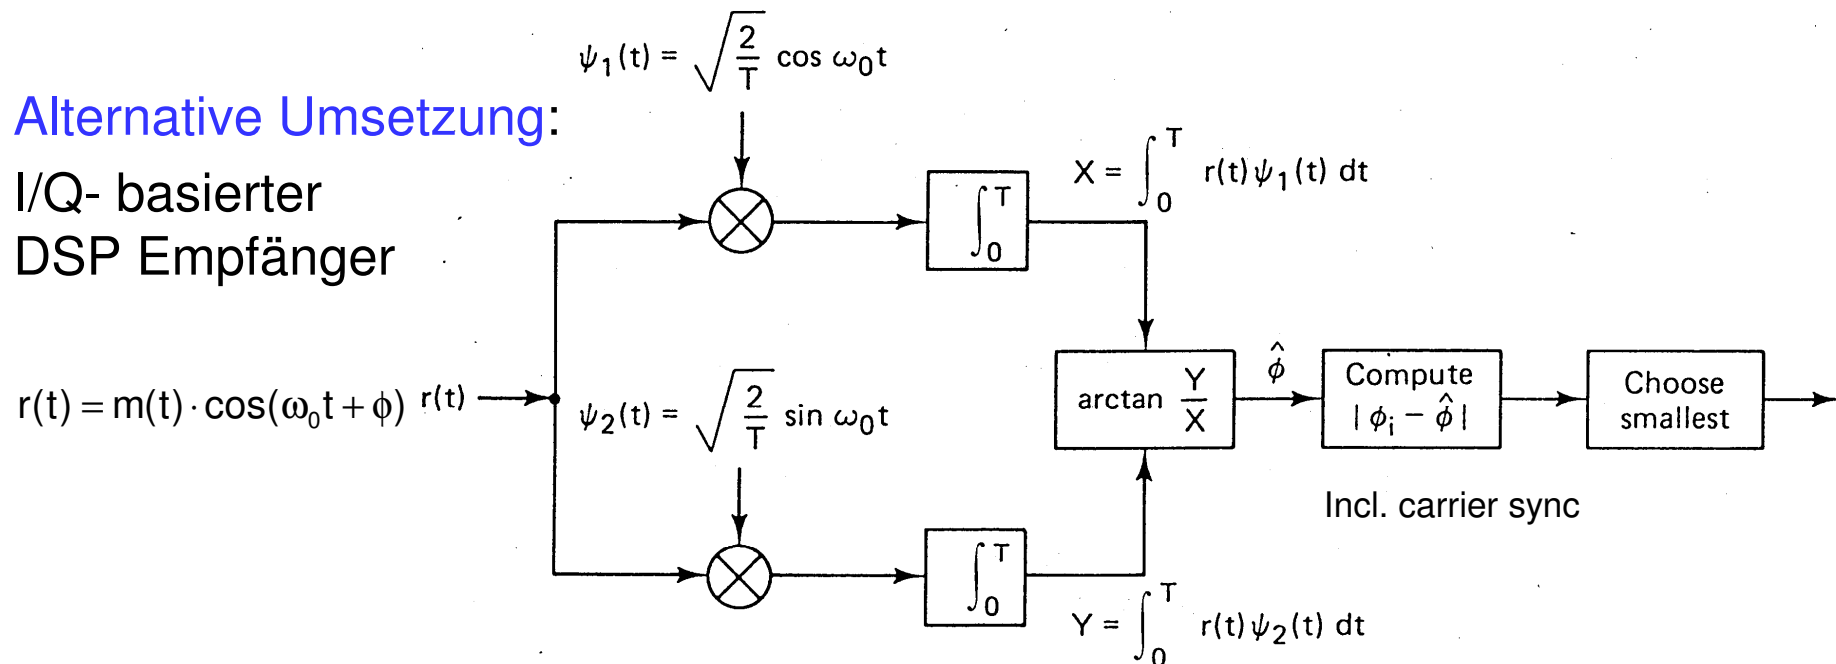 ψ₁(t) = √(2/T) cos ω₀t
Alternative Umsetzung:
I/Q- basierter
DSP Empfänger
∫₀ᵀ
X = ∫₀ᵀ r(t) ψ₁(t) dt
r(t) = m(t) · cos(ω₀t + ϕ)
r(t)
ψ₂(t) = √(2/T) sin ω₀t
arctan Y/X
ϕ̂
Compute
| ϕᵢ − ϕ̂ |
Choose
smallest
Incl. carrier sync
∫₀ᵀ
Y = ∫₀ᵀ r(t) ψ₂(t) dt